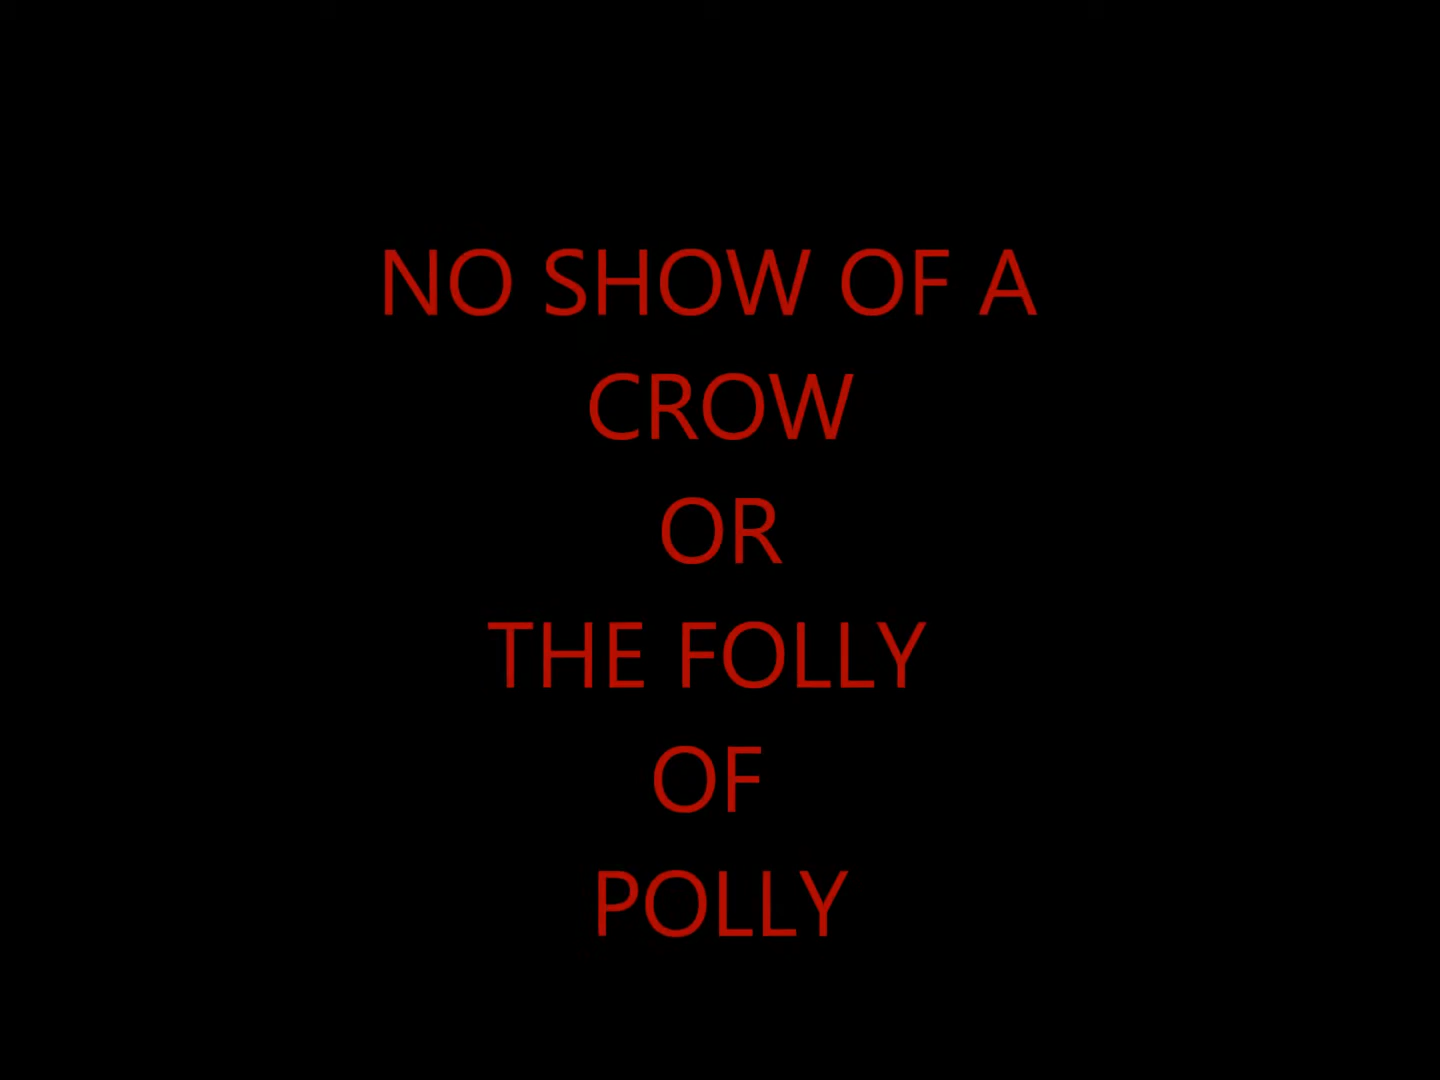 NO SHOW OF A
CROW
OR
THE FOLLY
OF
POLLY